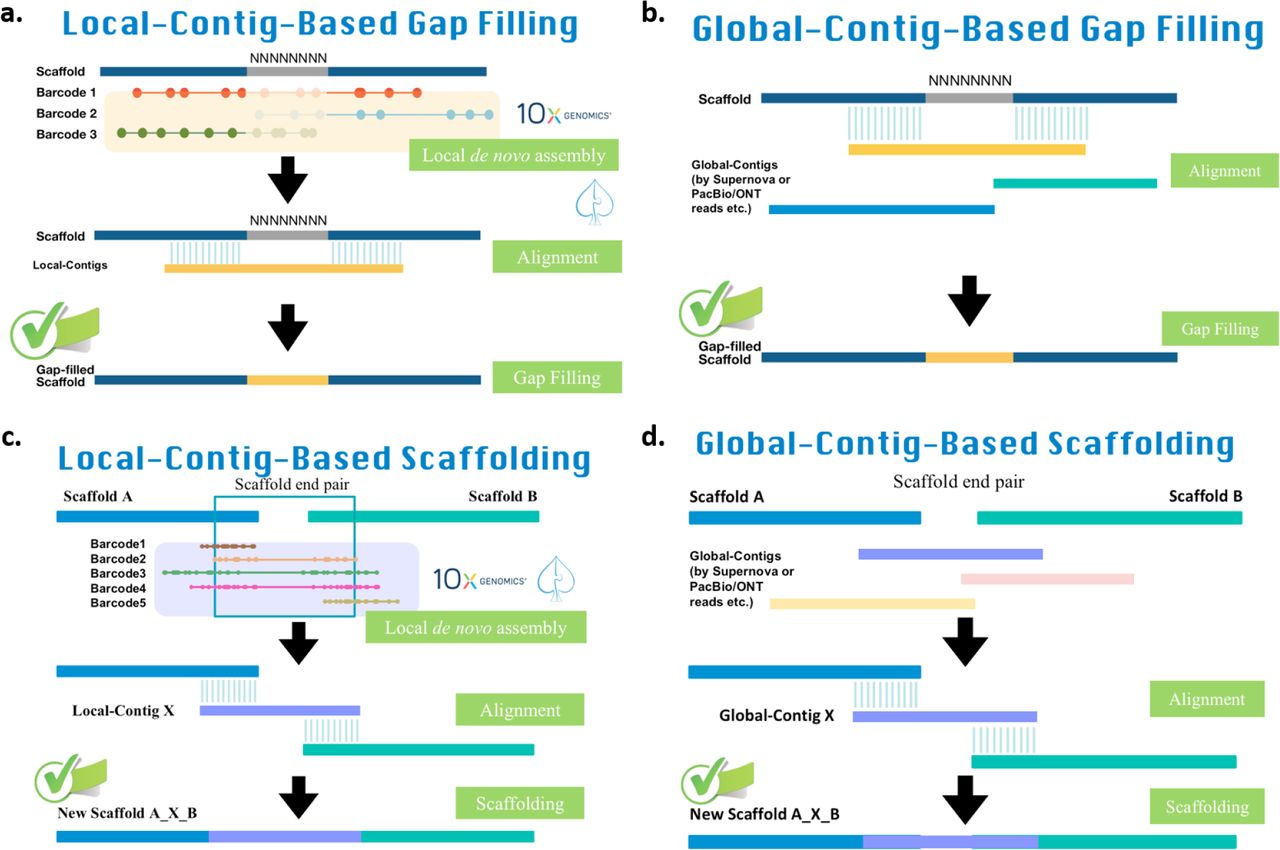 a.
Local-Contig-Based Gap Filling
NNNNNNNN
Scaffold
Barcode 1
Barcode 2
Barcode 3
10X GENOMICS
Local de novo assembly
NNNNNNNN
Scaffold
Local-Contigs
Alignment
Gap-filled
Scaffold
Gap Filling
b.
Global-Contig-Based Gap Filling
NNNNNNNN
Scaffold
Global-Contigs
(by Supernova or
PacBio/ONT
reads etc.)
Alignment
Gap-filled
Scaffold
Gap Filling
c.
Local-Contig-Based Scaffolding
Scaffold end pair
Scaffold A
Scaffold B
Barcode1
Barcode2
Barcode3
Barcode4
Barcode5
10X GENOMICS
Local de novo assembly
Local-Contig X
Alignment
New Scaffold A_X_B
Scaffolding
d.
Global-Contig-Based Scaffolding
Scaffold end pair
Scaffold A
Scaffold B
Global-Contigs
(by Supernova or
PacBio/ONT
reads etc.)
Global-Contig X
Alignment
New Scaffold A_X_B
Scaffolding